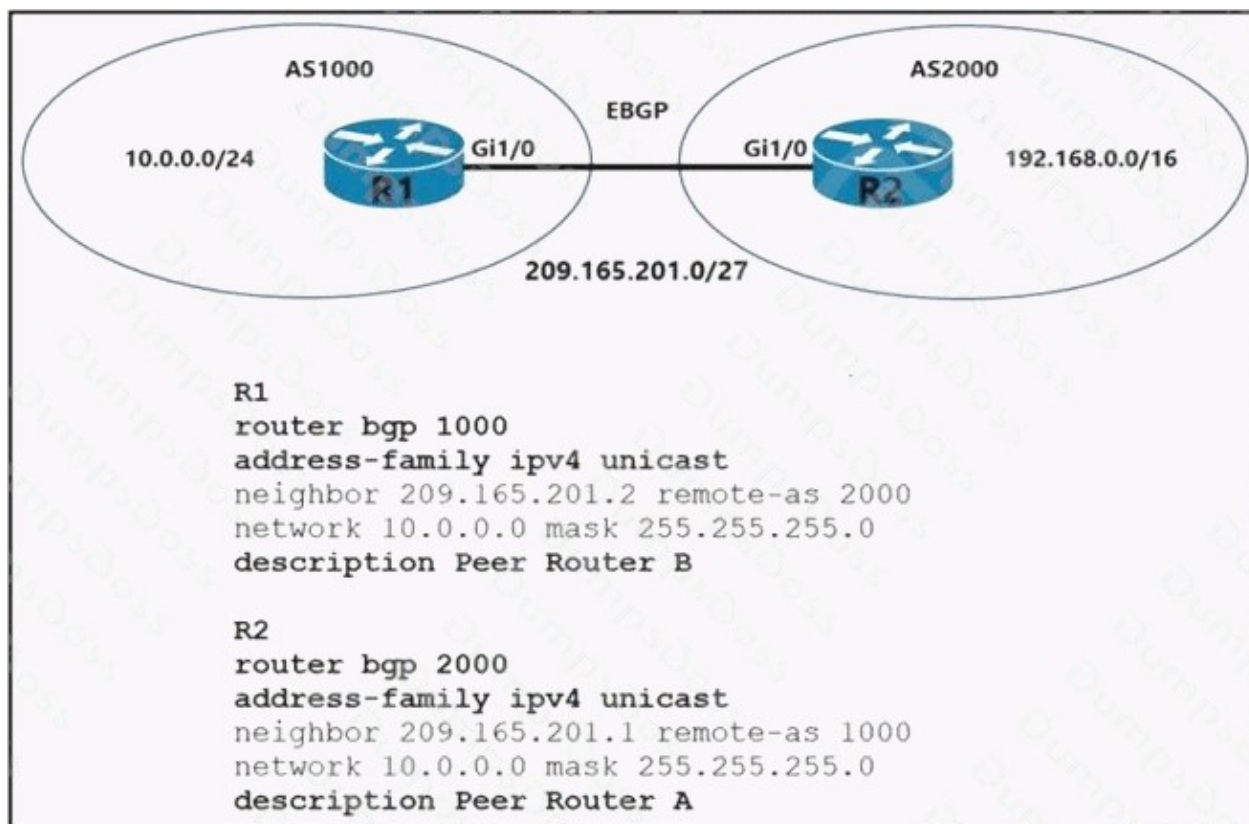 AS1000
AS2000
EBGP
10.0.0.0/24
Gi1/0
Gi1/0
192.168.0.0/16
R1
R2
209.165.201.0/27
R1
router bgp 1000
address-family ipv4 unicast
neighbor 209.165.201.2 remote-as 2000
network 10.0.0.0 mask 255.255.255.0
description Peer Router B
R2
router bgp 2000
address-family ipv4 unicast
neighbor 209.165.201.1 remote-as 1000
network 10.0.0.0 mask 255.255.255.0
description Peer Router A
DumpsBoss